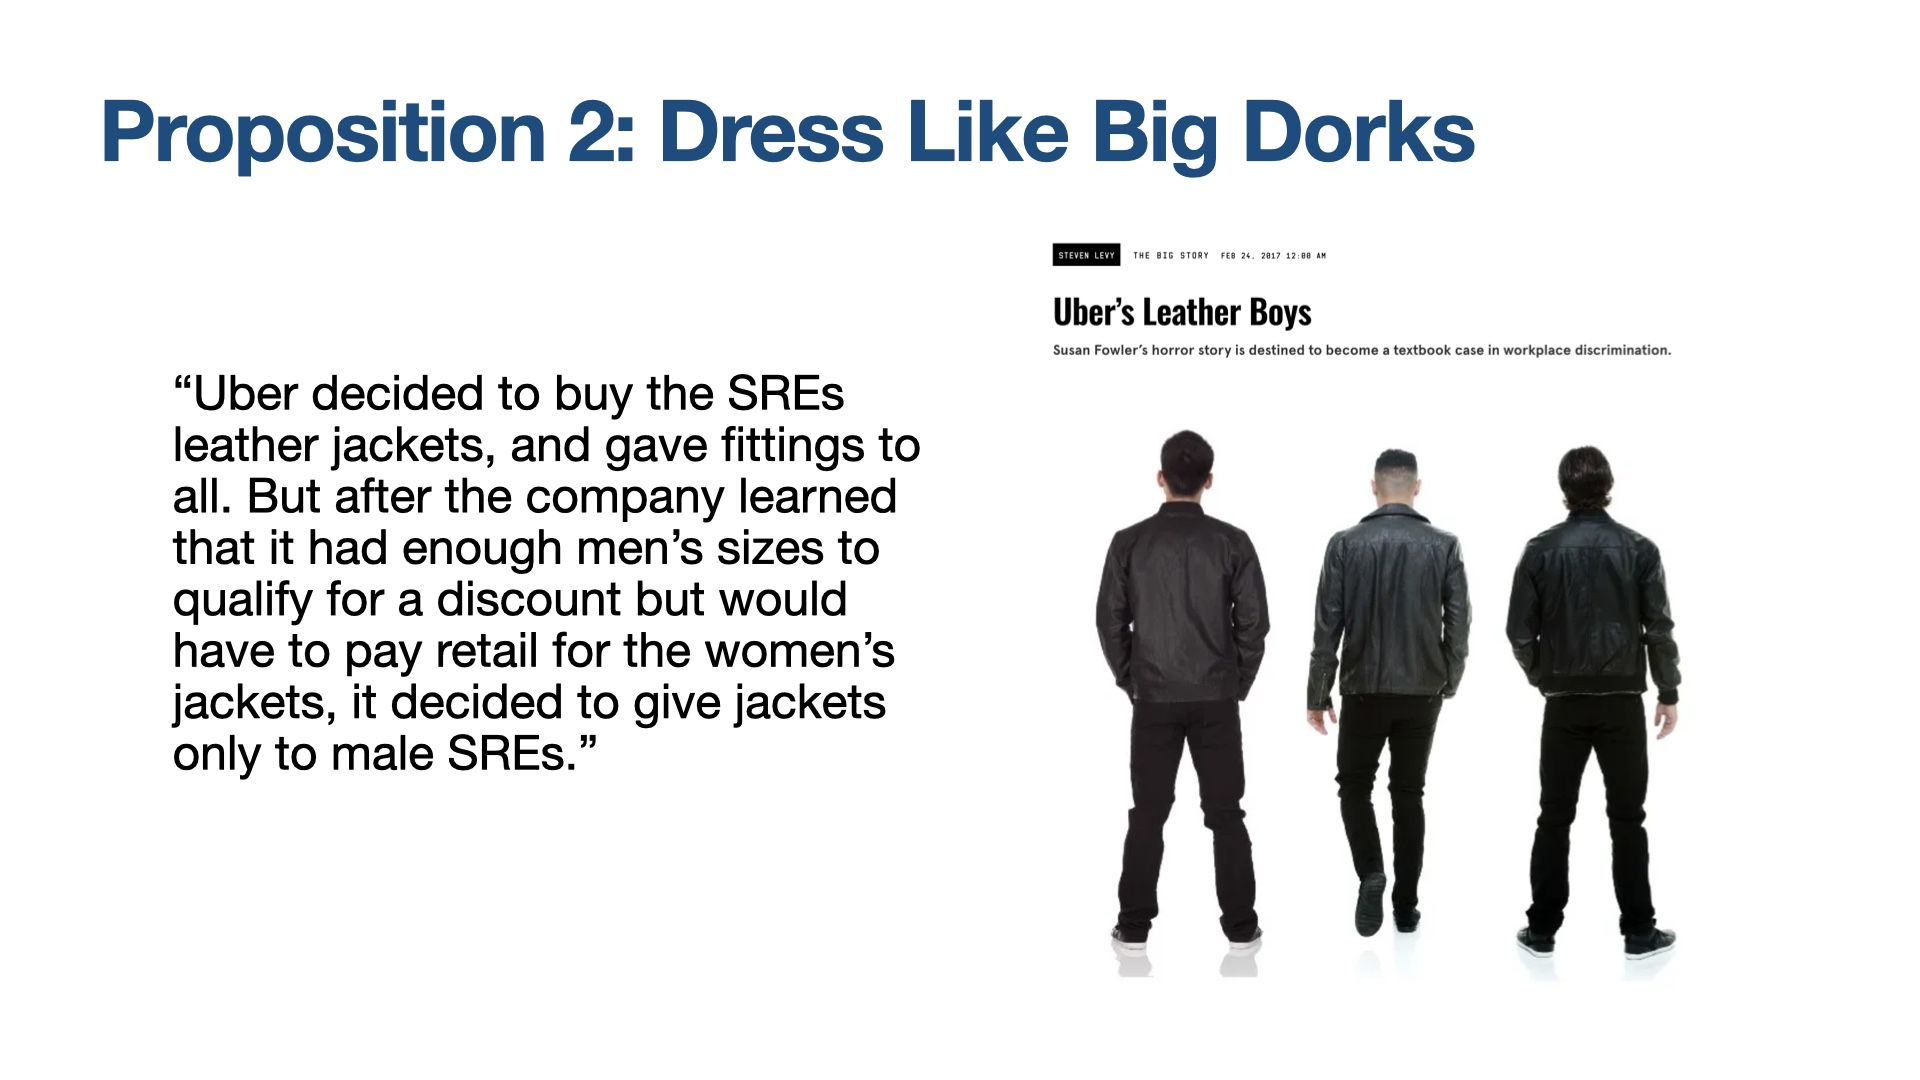 Proposition 2: Dress Like Big Dorks
“Uber decided to buy the SREs
leather jackets, and gave fittings to
all. But after the company learned
that it had enough men’s sizes to
qualify for a discount but would
have to pay retail for the women’s
jackets, it decided to give jackets
only to male SREs.”
STEVEN LEVY THE BIG STORY FEB 24, 2017 12:00 AM
Uber’s Leather Boys
Susan Fowler’s horror story is destined to become a textbook case in workplace discrimination.